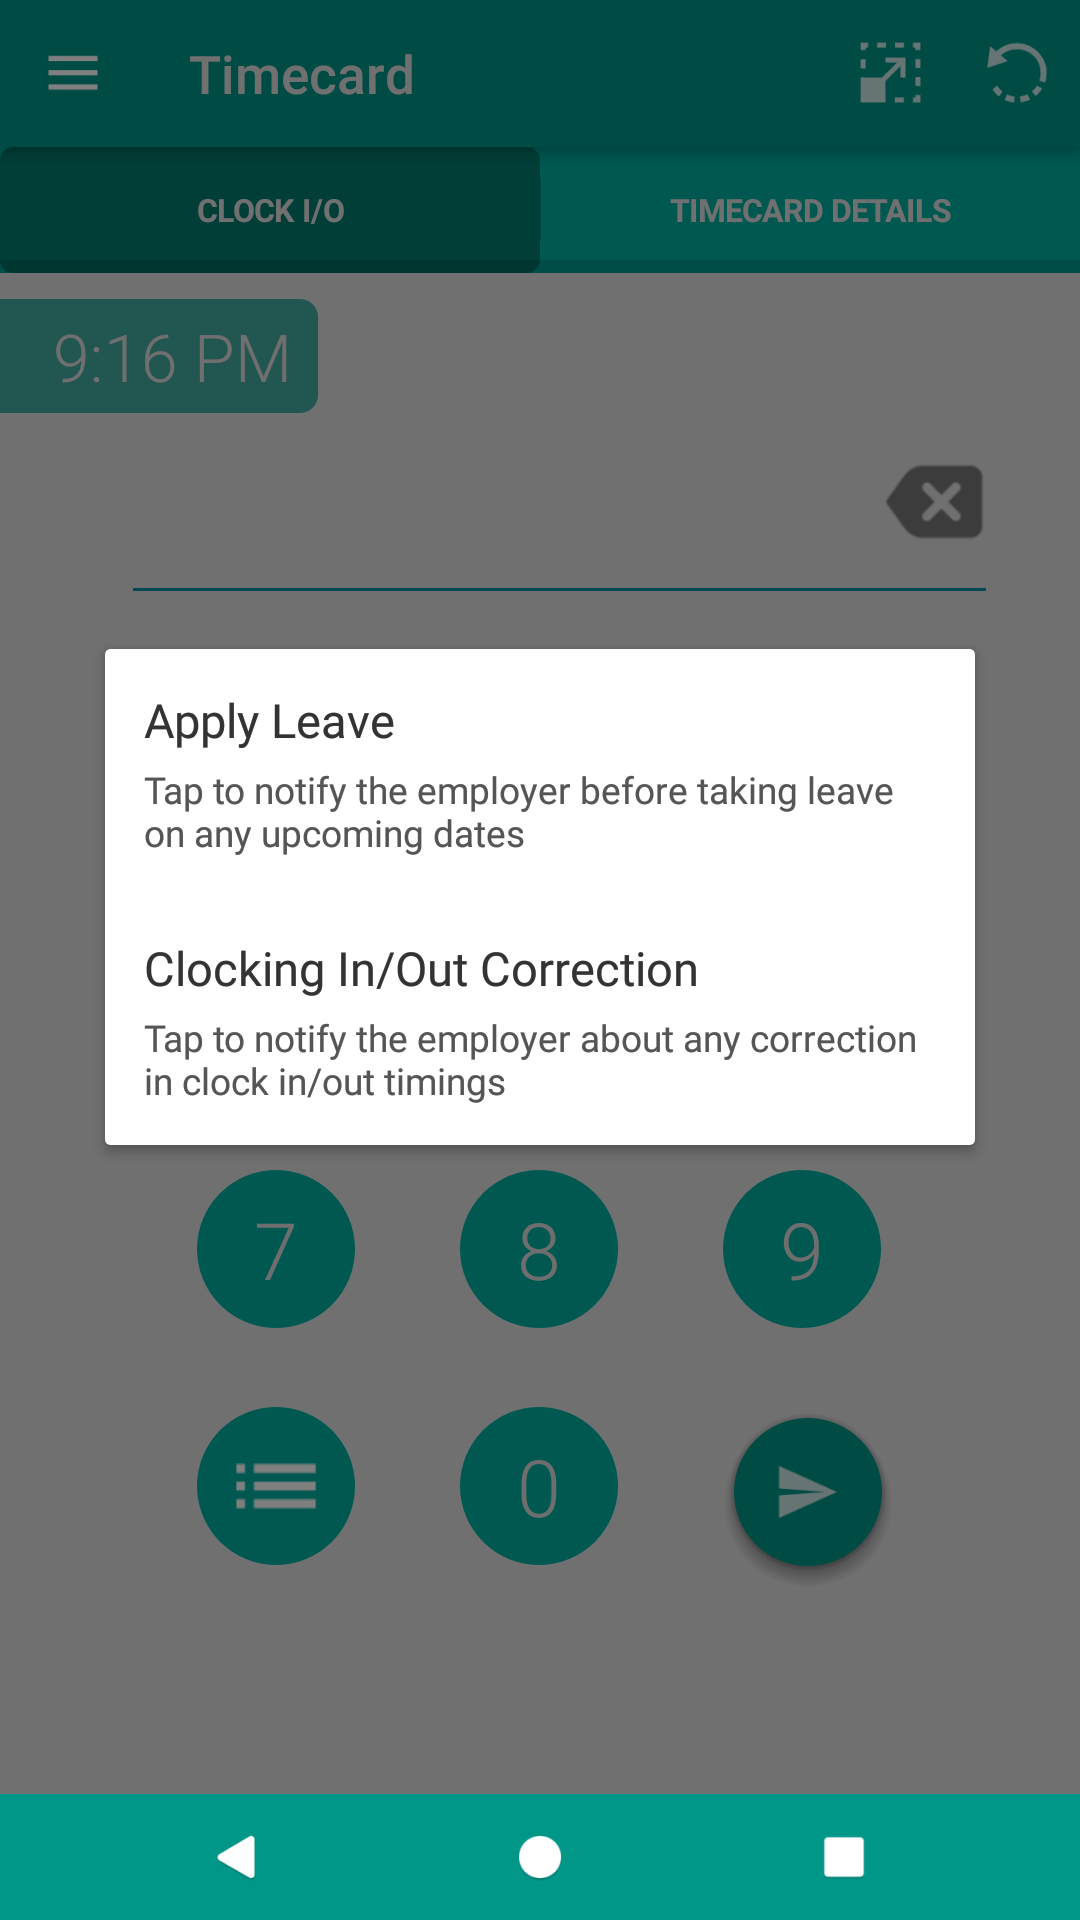 Timecard
CLOCK I/O
TIMECARD DETAILS
9:16 PM
Apply Leave
Tap to notify the employer before taking leave
on any upcoming dates
Clocking In/Out Correction
Tap to notify the employer about any correction
in clock in/out timings
7 8 9
0